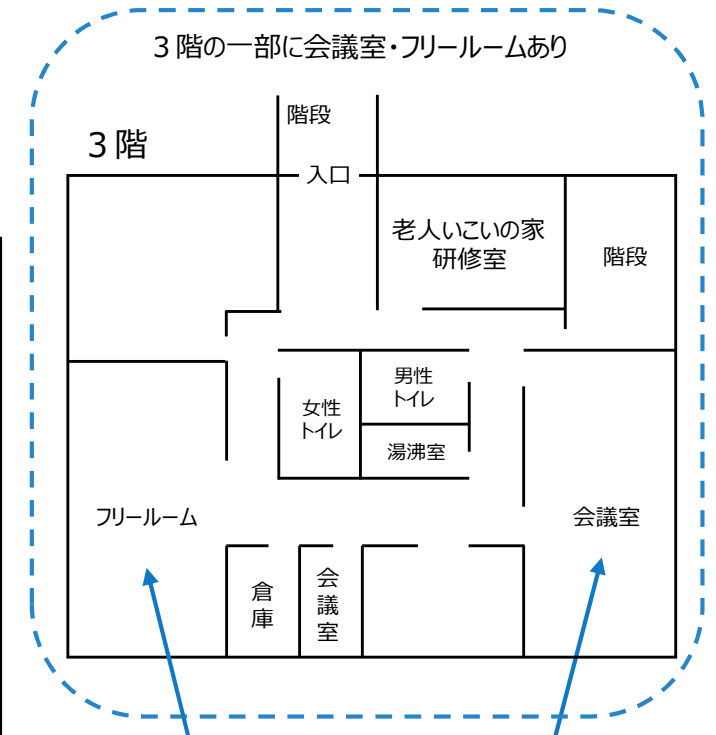 ３階の一部に会議室・フリールームあり
３階
階段
入口
老人いこいの家
研修室
階段
男性
トイレ
女性
トイレ
湯沸室
フリールーム
会議室
倉
庫
会
議
室